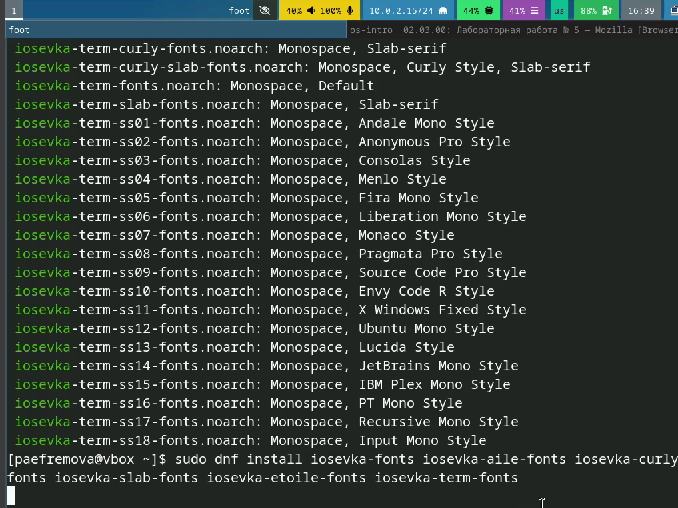 1 foot 40% 100% 10.0.2.15/24 44% 41% us 88% 16:39
foot os-intro 02.03.00: Лабораторная работа № 5 — Mozilla [Browser
iosevka-term-curly-fonts.noarch: Monospace, Slab-serif
iosevka-term-curly-slab-fonts.noarch: Monospace, Curly Style, Slab-serif
iosevka-term-fonts.noarch: Monospace, Default
iosevka-term-slab-fonts.noarch: Monospace, Slab-serif
iosevka-term-ss01-fonts.noarch: Monospace, Andale Mono Style
iosevka-term-ss02-fonts.noarch: Monospace, Anonymous Pro Style
iosevka-term-ss03-fonts.noarch: Monospace, Consolas Style
iosevka-term-ss04-fonts.noarch: Monospace, Menlo Style
iosevka-term-ss05-fonts.noarch: Monospace, Fira Mono Style
iosevka-term-ss06-fonts.noarch: Monospace, Liberation Mono Style
iosevka-term-ss07-fonts.noarch: Monospace, Monaco Style
iosevka-term-ss08-fonts.noarch: Monospace, Pragmata Pro Style
iosevka-term-ss09-fonts.noarch: Monospace, Source Code Pro Style
iosevka-term-ss10-fonts.noarch: Monospace, Envy Code R Style
iosevka-term-ss11-fonts.noarch: Monospace, X Windows Fixed Style
iosevka-term-ss12-fonts.noarch: Monospace, Ubuntu Mono Style
iosevka-term-ss13-fonts.noarch: Monospace, Lucida Style
iosevka-term-ss14-fonts.noarch: Monospace, JetBrains Mono Style
iosevka-term-ss15-fonts.noarch: Monospace, IBM Plex Mono Style
iosevka-term-ss16-fonts.noarch: Monospace, PT Mono Style
iosevka-term-ss17-fonts.noarch: Monospace, Recursive Mono Style
iosevka-term-ss18-fonts.noarch: Monospace, Input Mono Style
[paefremova@vbox ~]$ sudo dnf install iosevka-fonts iosevka-aile-fonts iosevka-curly
fonts iosevka-slab-fonts iosevka-etoile-fonts iosevka-term-fonts